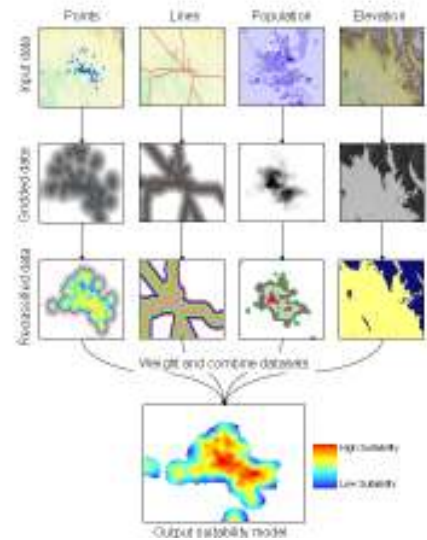 Points Lines Population Elevation
Input data
Gridded data
Reclassified data
Weight and combine datasets
High Suitability
Low Suitability
Output suitability model